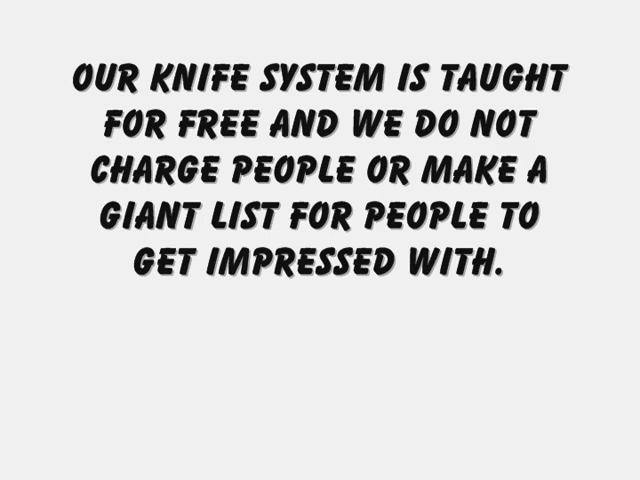 OUR KNIFE SYSTEM IS TAUGHT
FOR FREE AND WE DO NOT
CHARGE PEOPLE OR MAKE A
GIANT LIST FOR PEOPLE TO
GET IMPRESSED WITH.